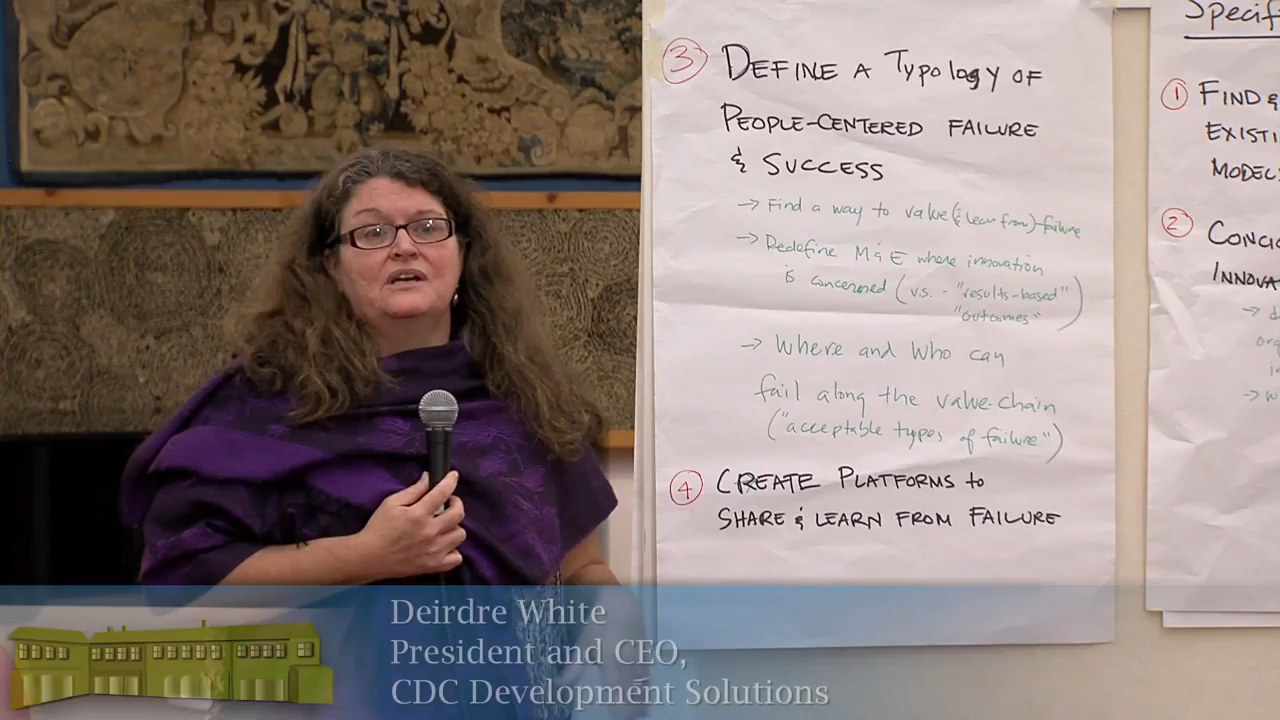 ③ DEFINE A Typology OF
PEOPLE-CENTERED FAILURE
& SUCCESS
→ Find a way to value (& learn from) failure
→ Redefine M & E where innovation
is concerned (v.s. - "results-based"
"outcomes")
→ Where and Who can
fail along the value-chain
("acceptable types of failure")
④ CREATE PLATFORMS to
SHARE & LEARN FROM FAILURE
Specif
① FIND &
EXISTI
MODELS
② CONCI
INNOVA
Deirdre White
President and CEO,
CDC Development Solutions